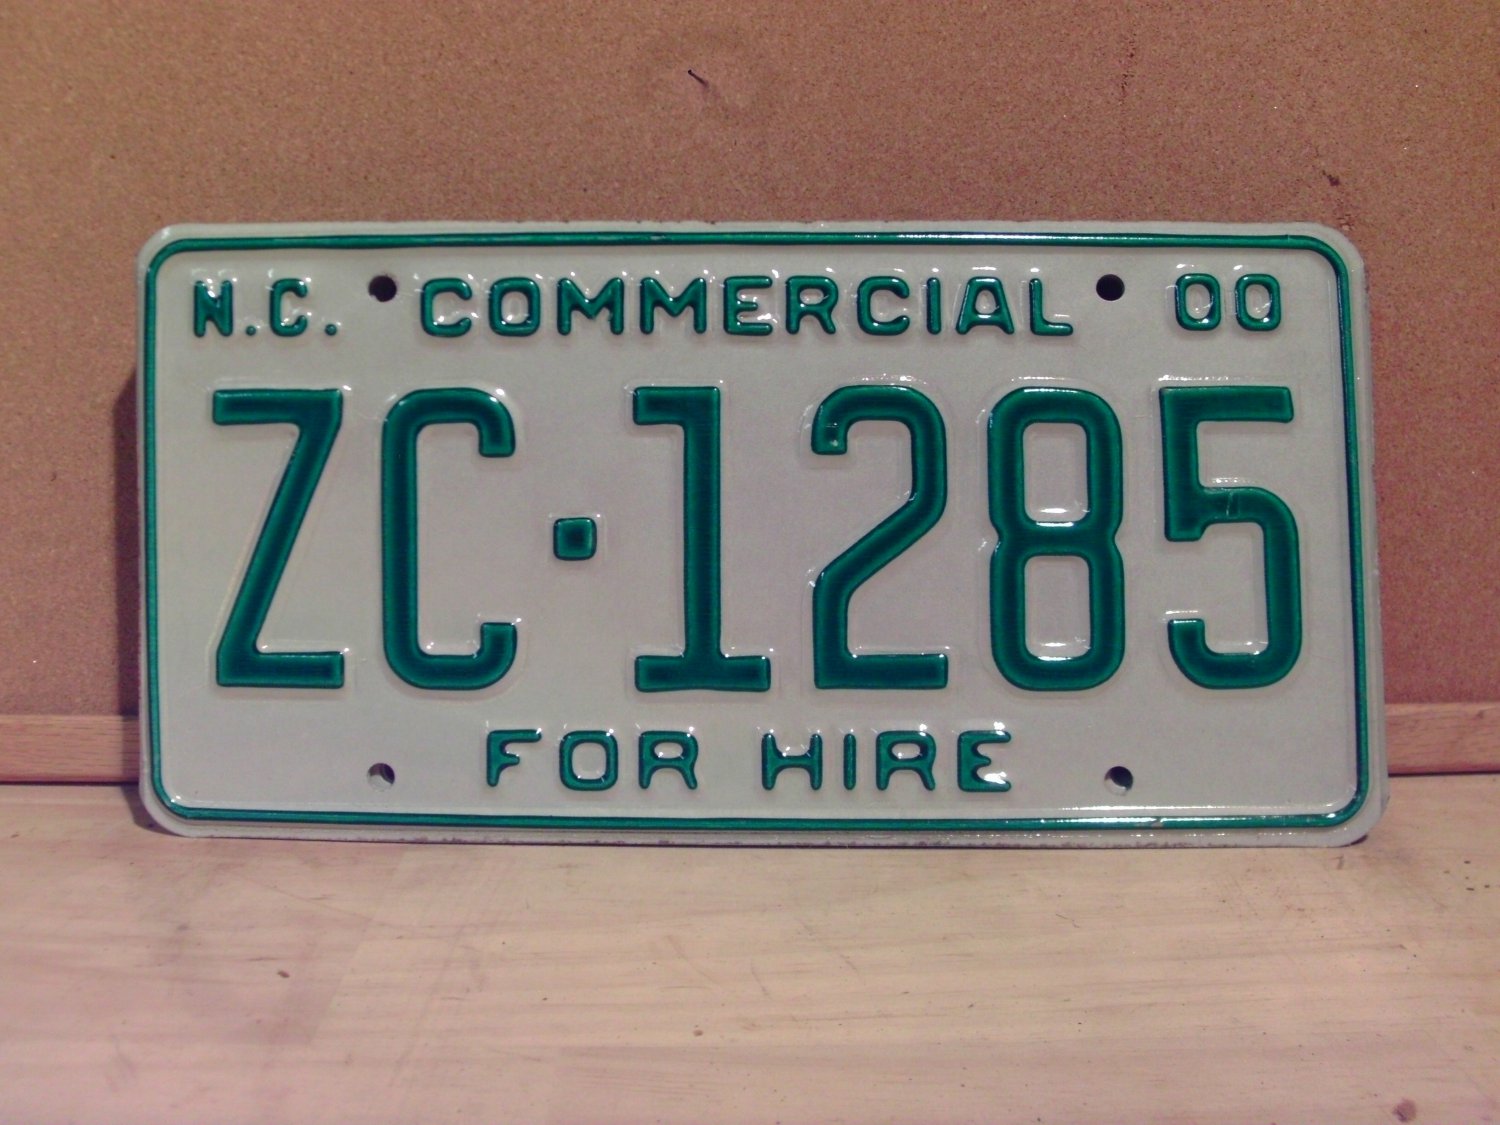 N.C. COMMERCIAL 00
ZC·1285
FOR HIRE